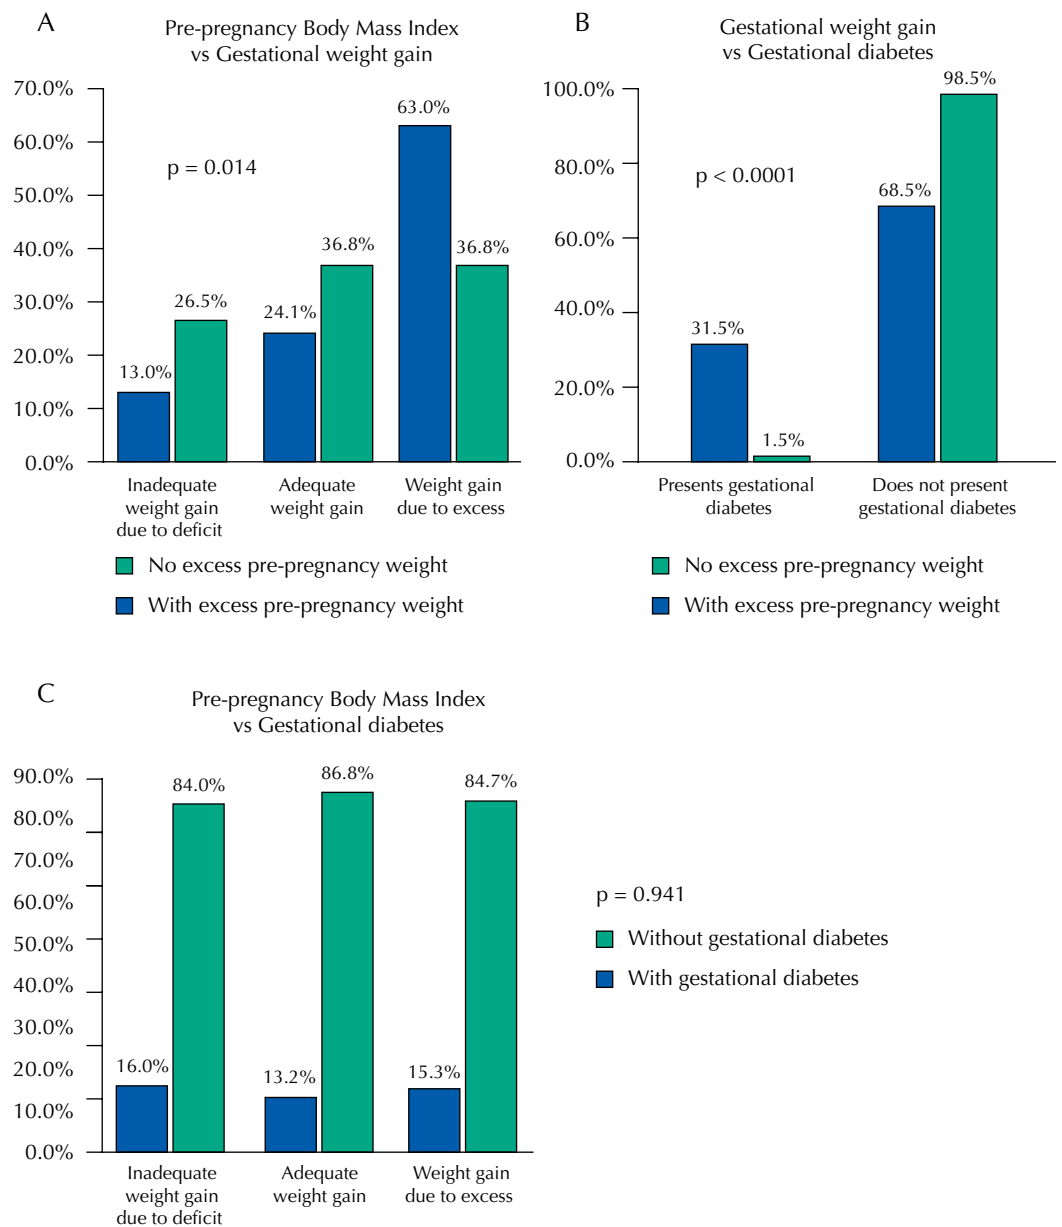 A
Pre-pregnancy Body Mass Index
vs Gestational weight gain
70.0%
60.0%
50.0%
40.0%
30.0%
20.0%
10.0%
0.0%
p = 0.014
13.0%
26.5%
24.1%
36.8%
63.0%
36.8%
Inadequate
weight gain
due to deficit
Adequate
weight gain
Weight gain
due to excess
No excess pre-pregnancy weight
With excess pre-pregnancy weight
B
Gestational weight gain
vs Gestational diabetes
100.0%
80.0%
60.0%
40.0%
20.0%
0.0%
p < 0.0001
31.5%
1.5%
68.5%
98.5%
Presents gestational
diabetes
Does not present
gestational diabetes
No excess pre-pregnancy weight
With excess pre-pregnancy weight
C
Pre-pregnancy Body Mass Index
vs Gestational diabetes
90.0%
80.0%
70.0%
60.0%
50.0%
40.0%
30.0%
20.0%
10.0%
0.0%
16.0%
84.0%
13.2%
86.8%
15.3%
84.7%
Inadequate
weight gain
due to deficit
Adequate
weight gain
Weight gain
due to excess
p = 0.941
Without gestational diabetes
With gestational diabetes